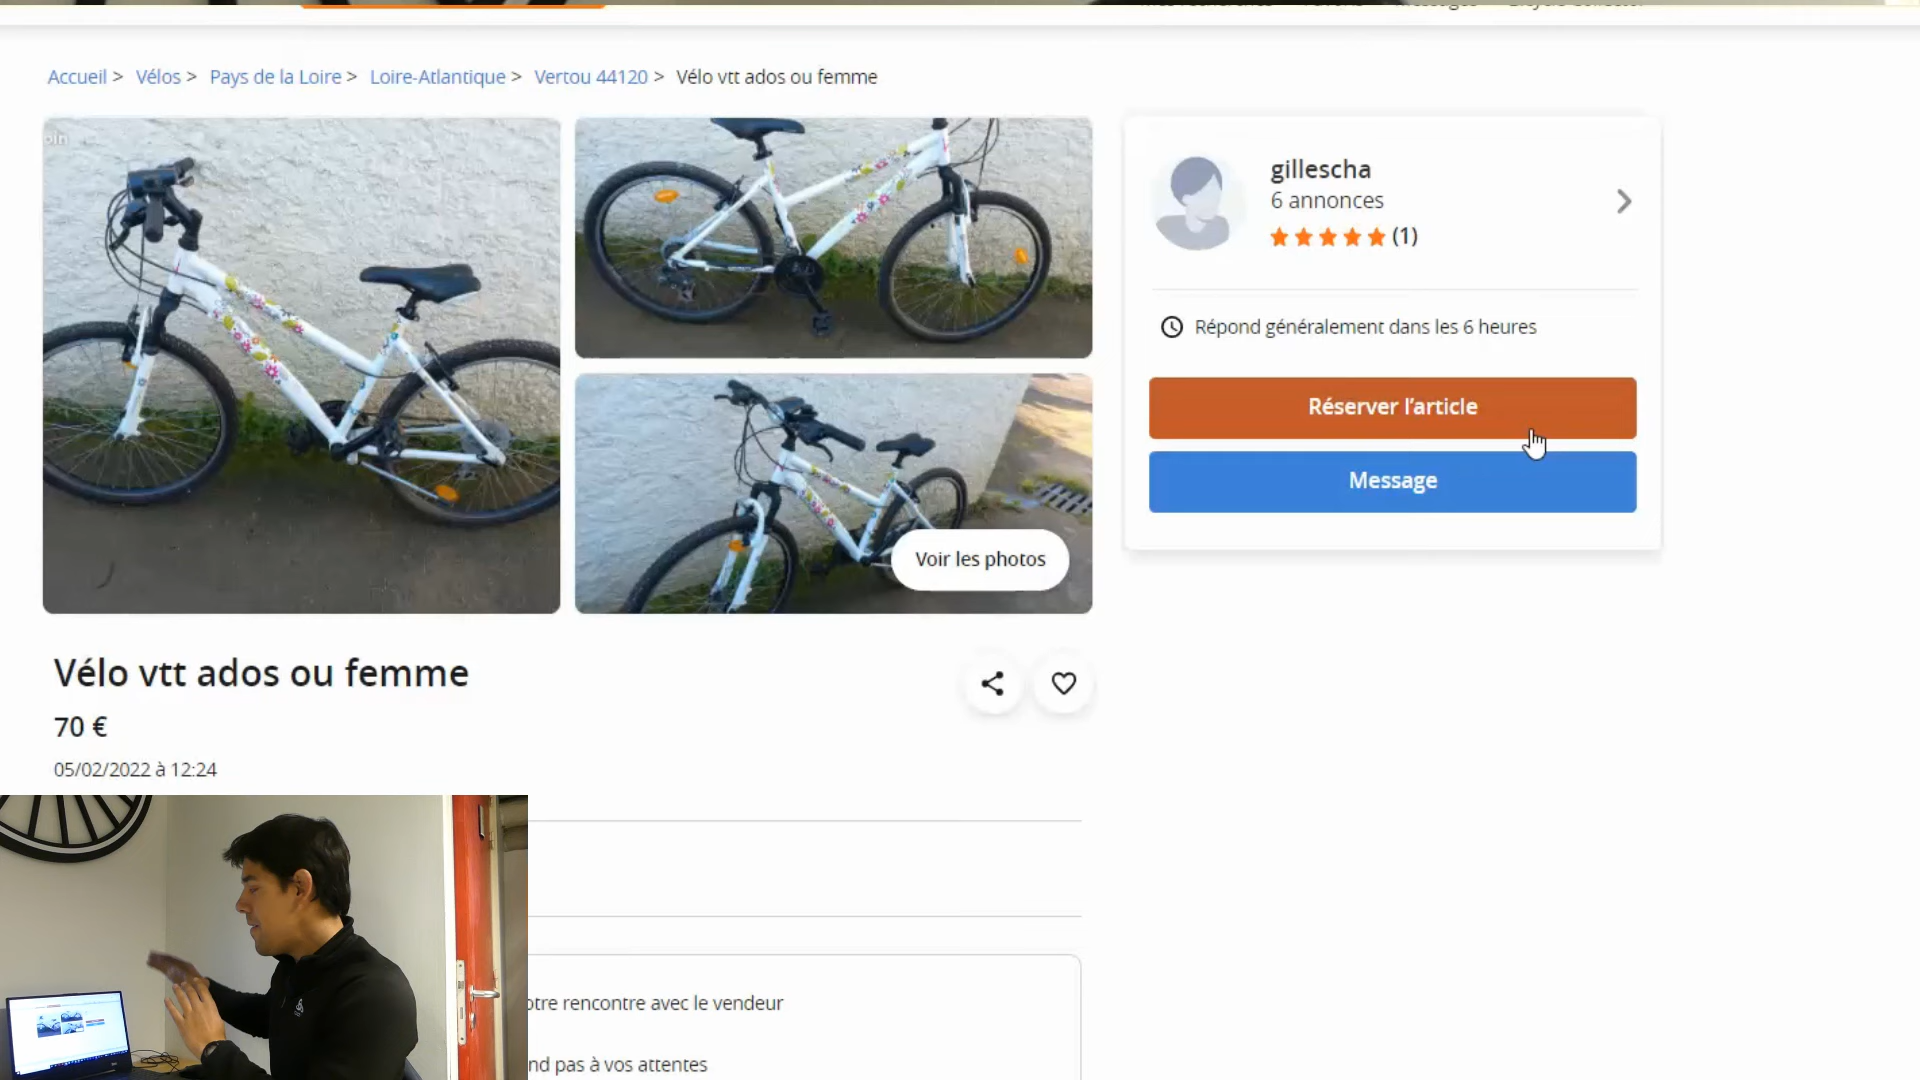 Accueil > Vélos > Pays de la Loire > Loire-Atlantique > Vertou 44120 > Vélo vtt ados ou femme
gillescha
6 annonces
(1)
Répond généralement dans les 6 heures
Réserver l'article
Message
Voir les photos
Vélo vtt ados ou femme
70 €
05/02/2022 à 12:24
rencontre avec le vendeur
pas à vos attentes